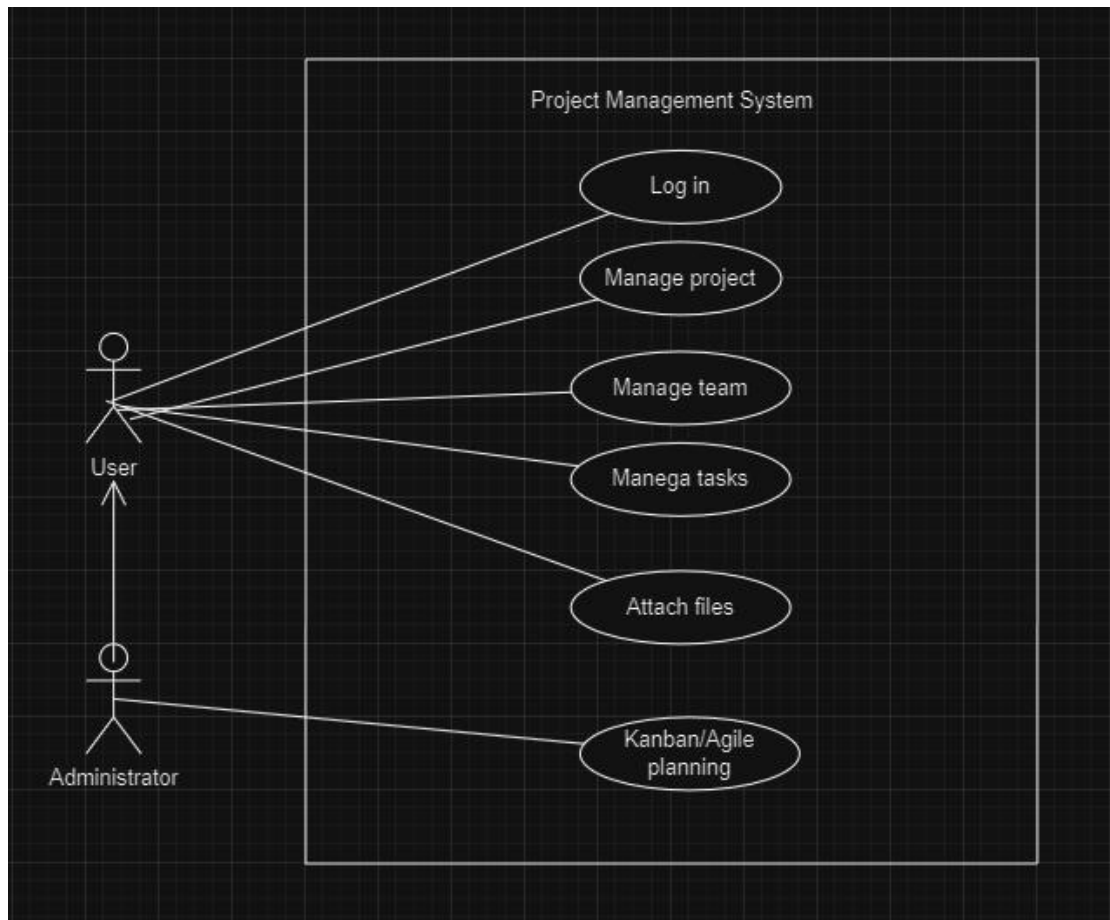 Project Management System
Log in
Manage project
Manage team
Manega tasks
User
Attach files
Kanban/Agile
planning
Administrator